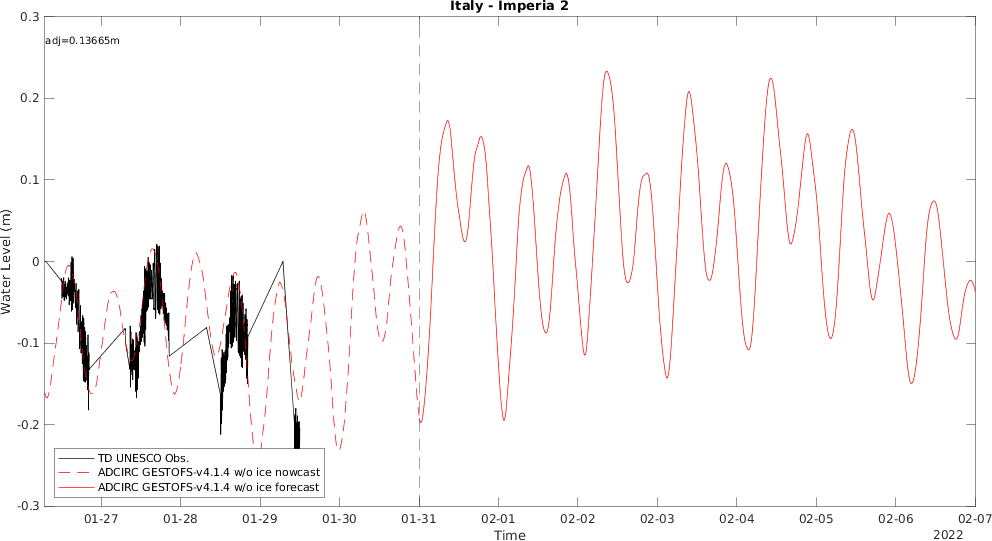 Italy - Imperia 2
adj=0.13665m
0.3
0.2
0.1
0
-0.1
-0.2
-0.3
Water Level (m)
TD UNESCO Obs.
ADCIRC GESTOFS-v4.1.4 w/o ice nowcast
ADCIRC GESTOFS-v4.1.4 w/o ice forecast
01-27 01-28 01-29 01-30 01-31 02-01 02-02 02-03 02-04 02-05 02-06 02-07
Time
2022